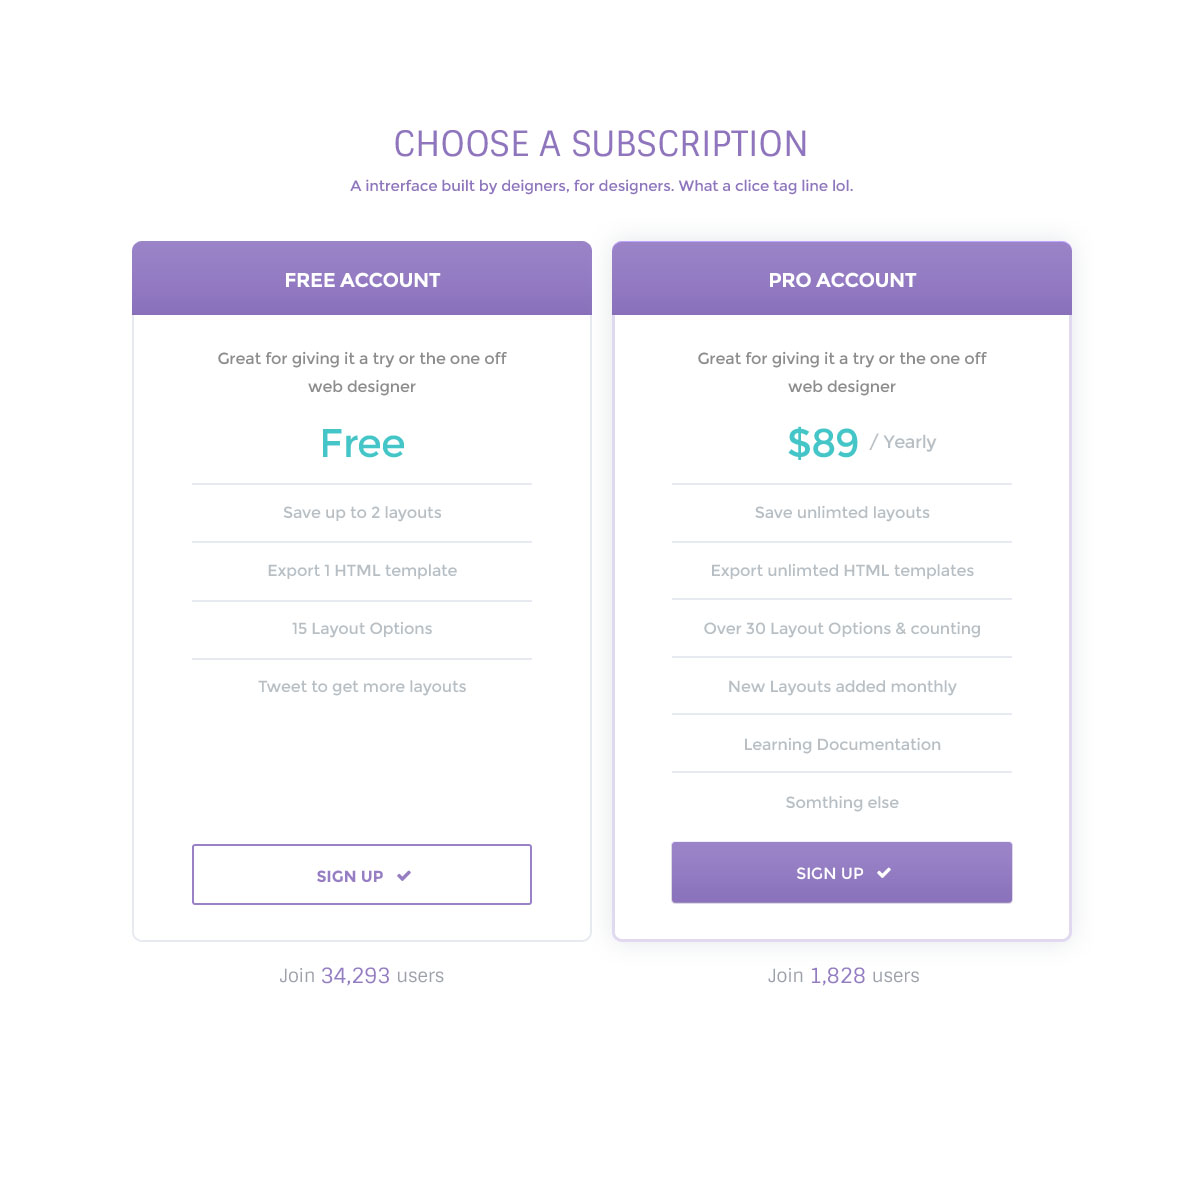 CHOOSE A SUBSCRIPTION
A intrerface built by deigners, for designers. What a clice tag line lol.
FREE ACCOUNT
Great for giving it a try or the one off
web designer
Free
Save up to 2 layouts
Export 1 HTML template
15 Layout Options
Tweet to get more layouts
SIGN UP
Join 34,293 users
PRO ACCOUNT
Great for giving it a try or the one off
web designer
$89 / Yearly
Save unlimted layouts
Export unlimted HTML templates
Over 30 Layout Options & counting
New Layouts added monthly
Learning Documentation
Somthing else
SIGN UP
Join 1,828 users